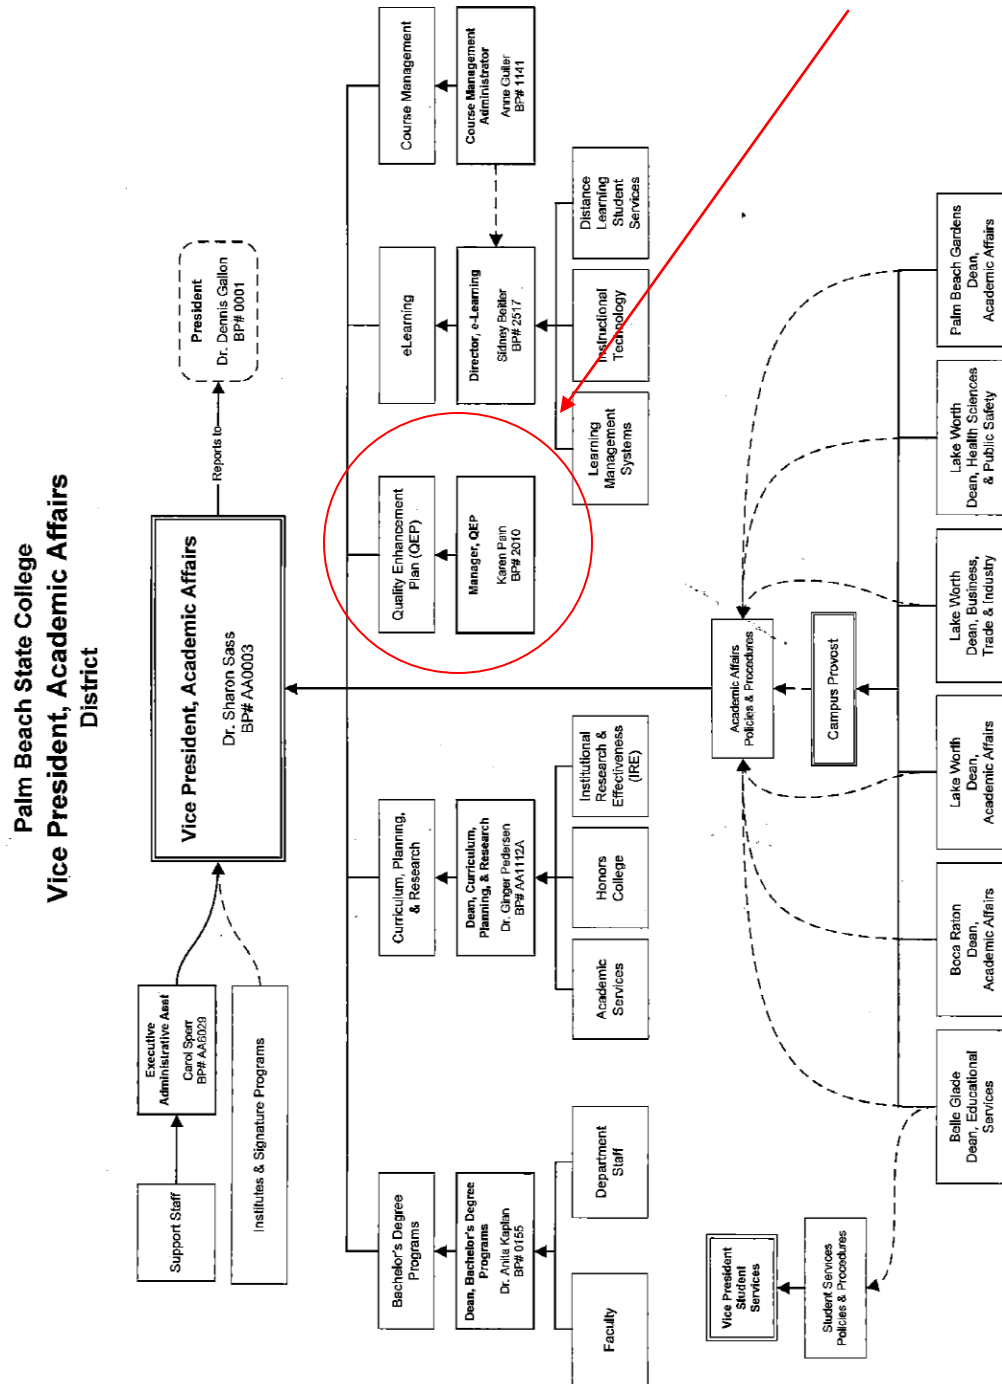 Palm Beach State College
Vice President, Academic Affairs
District
Support Staff
Executive
Administrative Asst
Carol Sperr
BP# AA6029
Institutes & Signature Programs
Vice President, Academic Affairs
Dr. Sharon Sass
BP# AA0003
Reports to
President
Dr. Dennis Gallon
BP# 0001
Bachelor's Degree
Programs
Curriculum, Planning,
& Research
Quality Enhancement
Plan (QEP)
eLearning
Course Management
Dean, Bachelor's Degree
Programs
Dr. Anita Kaplan
BP# 0155
Dean, Curriculum,
Planning, & Research
Dr. Ginger Pedersen
BP# AA1112A
Manager, QEP
Karen Pain
BP# 2010
Director, e-Learning
Sidney Beitler
BP# 2517
Course Management
Administrator
Anne Guiler
BP# 1141
Faculty
Department
Staff
Academic
Services
Honors
College
Institutional
Research &
Effectiveness
(IRE)
Learning
Management
Systems
Instructional
Technology
Distance
Learning
Student
Services
Vice President
Student
Services
Student Services
Policies & Procedures
Academic Affairs
Policies & Procedures
Campus Provost
Belle Glade
Dean, Educational
Services
Boca Raton
Dean,
Academic Affairs
Lake Worth
Dean,
Academic Affairs
Lake Worth
Dean, Business,
Trade & Industry
Lake Worth
Dean, Health Sciences
& Public Safety
Palm Beach Gardens
Dean,
Academic Affairs